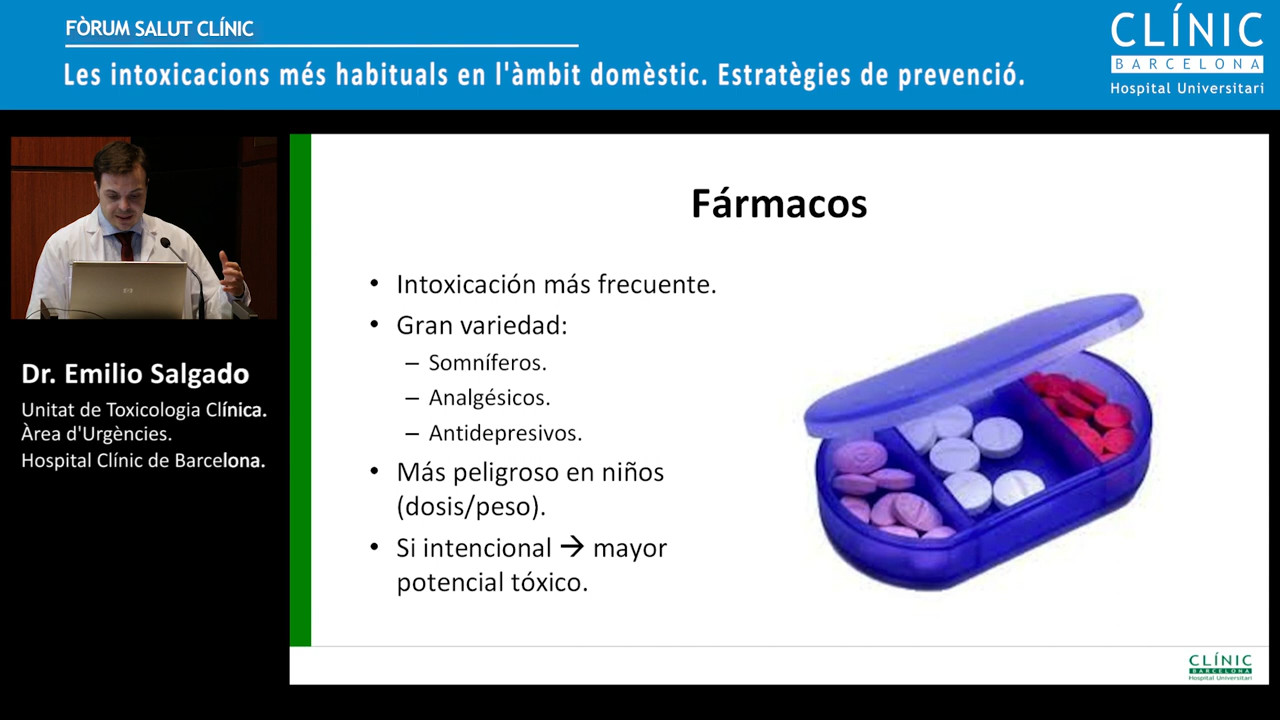 FÒRUM SALUT CLÍNIC
Les intoxicacions més habituals en l'àmbit domèstic. Estratègies de prevenció.
CLÍNIC
BARCELONA
Hospital Universitari
Dr. Emilio Salgado
Unitat de Toxicologia Clínica.
Àrea d'Urgències.
Hospital Clínic de Barcelona.
Fármacos
• Intoxicación más frecuente.
• Gran variedad:
– Somníferos.
– Analgésicos.
– Antidepresivos.
• Más peligroso en niños
(dosis/peso).
• Si intencional → mayor
potencial tóxico.
CLÍNIC
BARCELONA
Hospital Universitari